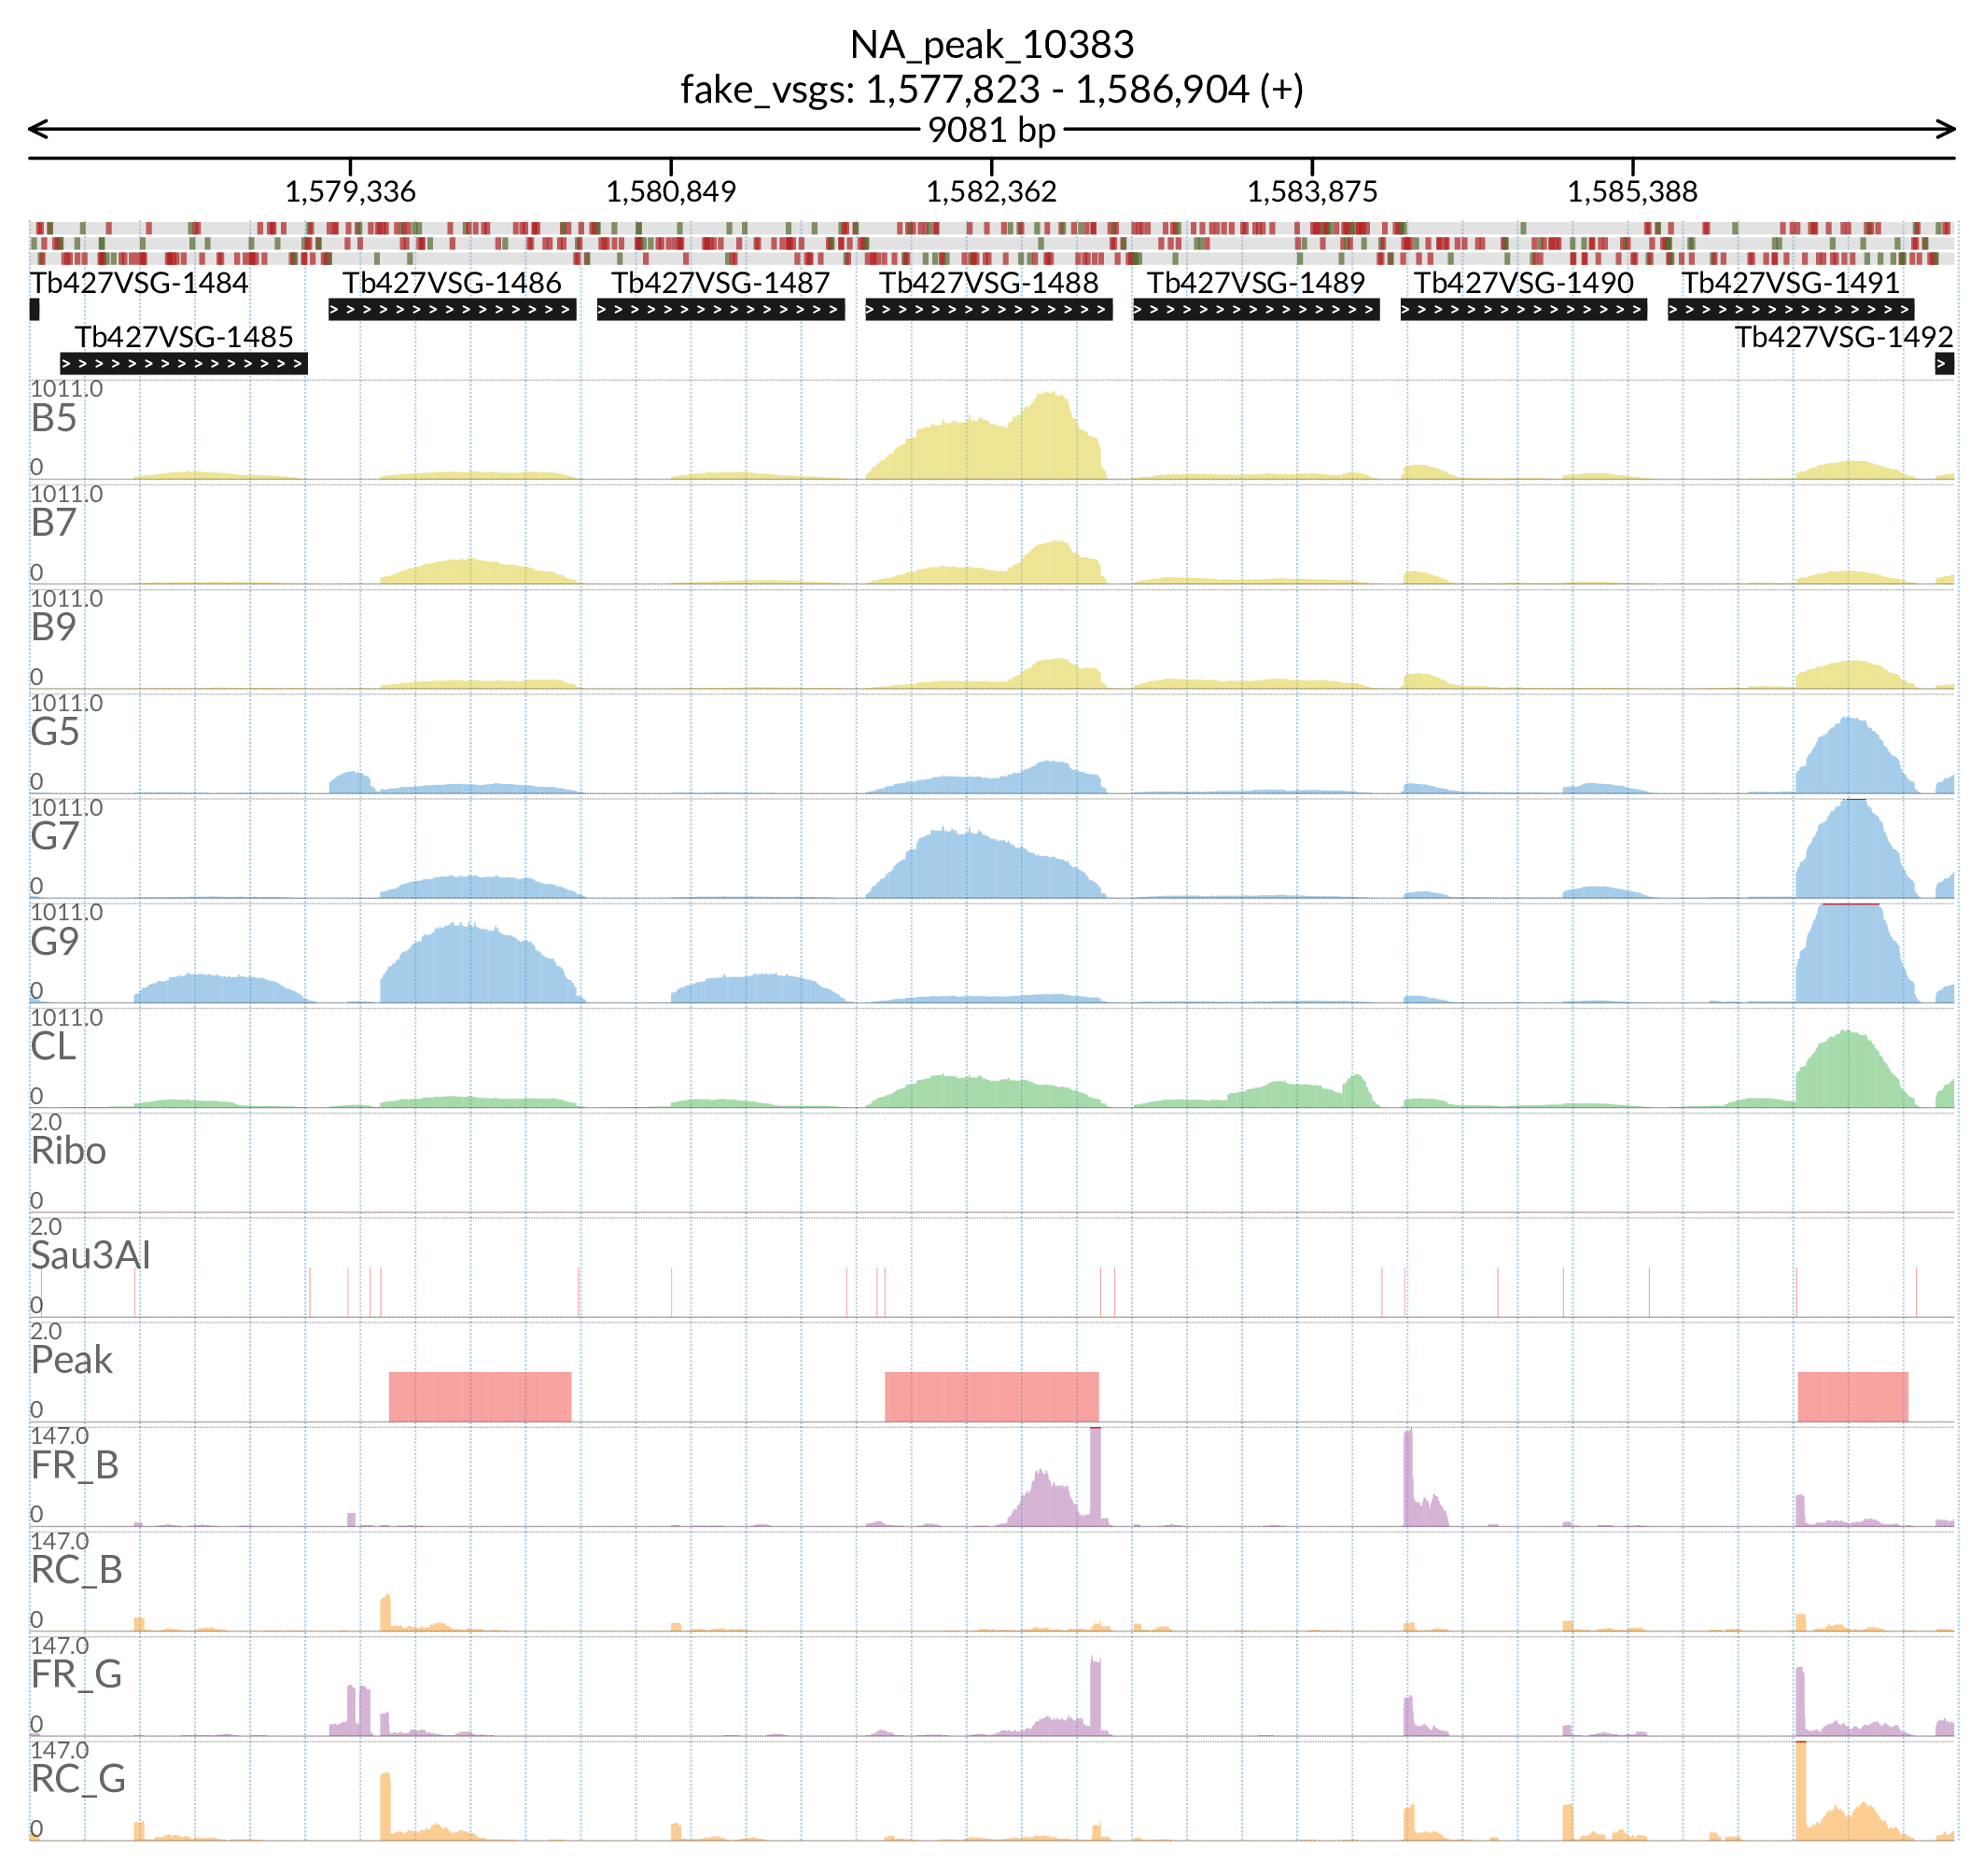 NA_peak_10383
fake_vsgs: 1,577,823 - 1,586,904 (+)
9081 bp
1,579,336 1,580,849 1,582,362 1,583,875 1,585,388
Tb427VSG-1484 Tb427VSG-1486 Tb427VSG-1487 Tb427VSG-1488 Tb427VSG-1489 Tb427VSG-1490 Tb427VSG-1491
Tb427VSG-1485 Tb427VSG-1492
1011.0
B5
0
1011.0
B7
0
1011.0
B9
0
1011.0
G5
0
1011.0
G7
0
1011.0
G9
0
1011.0
CL
0
2.0
Ribo
0
2.0
Sau3AI
0
2.0
Peak
0
147.0
FR_B
0
147.0
RC_B
0
147.0
FR_G
0
147.0
RC_G
0